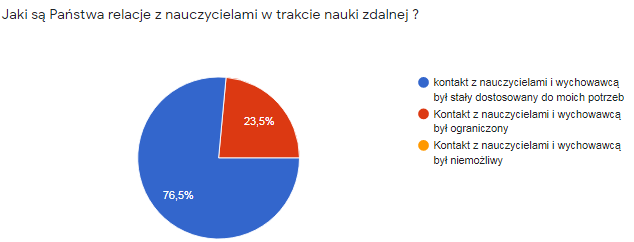 Jaki są Państwa relacje z nauczycielami w trakcie nauki zdalnej ?
kontakt z nauczycielami i wychowawcą
był stały dostosowany do moich potrzeb
Kontakt z nauczycielami i wychowawcą
był ograniczony
Kontakt z nauczycielami i wychowawcą
był niemożliwy
23,5%
76,5%